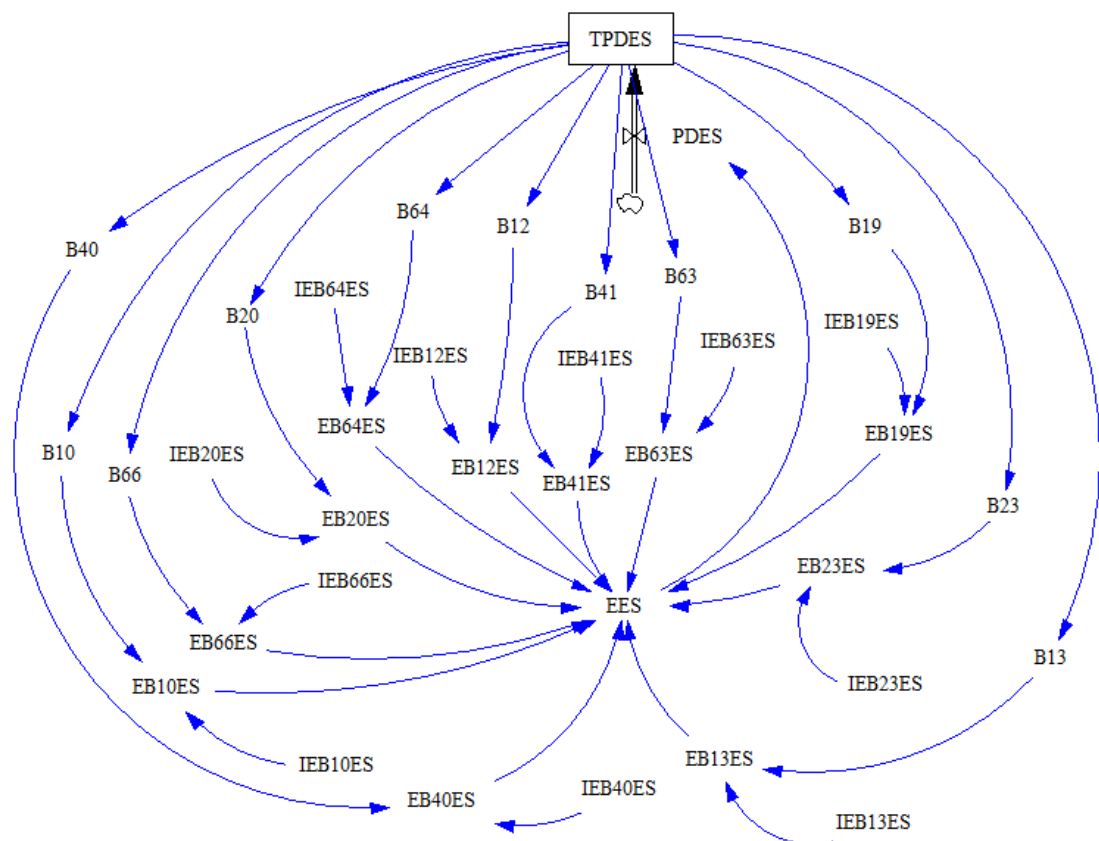 TPDES
PDES
B64
B12
B19
B40
B63
IEB64ES
B41
B20
IEB19ES
IEB63ES
IEB12ES
IEB41ES
EB64ES
EB19ES
B10
IEB20ES
EB63ES
B66
EB12ES
EB41ES
B23
EB20ES
EB23ES
IEB66ES
EES
EB66ES
B13
EB10ES
IEB23ES
IEB10ES
EB13ES
IEB40ES
EB40ES
IEB13ES